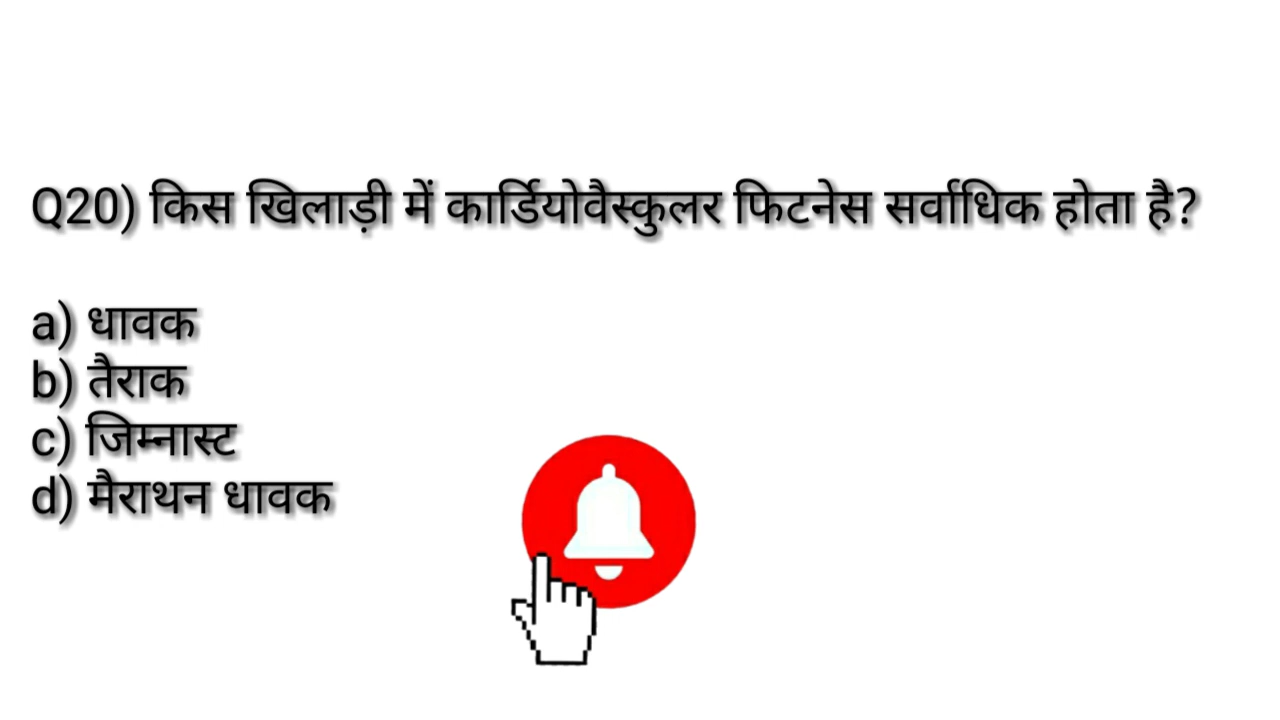 Q20) किस खिलाड़ी में कार्डियोवैस्कुलर फिटनेस सर्वाधिक होता है?
a) धावक
b) तैराक
c) जिम्नास्ट
d) मैराथन धावक